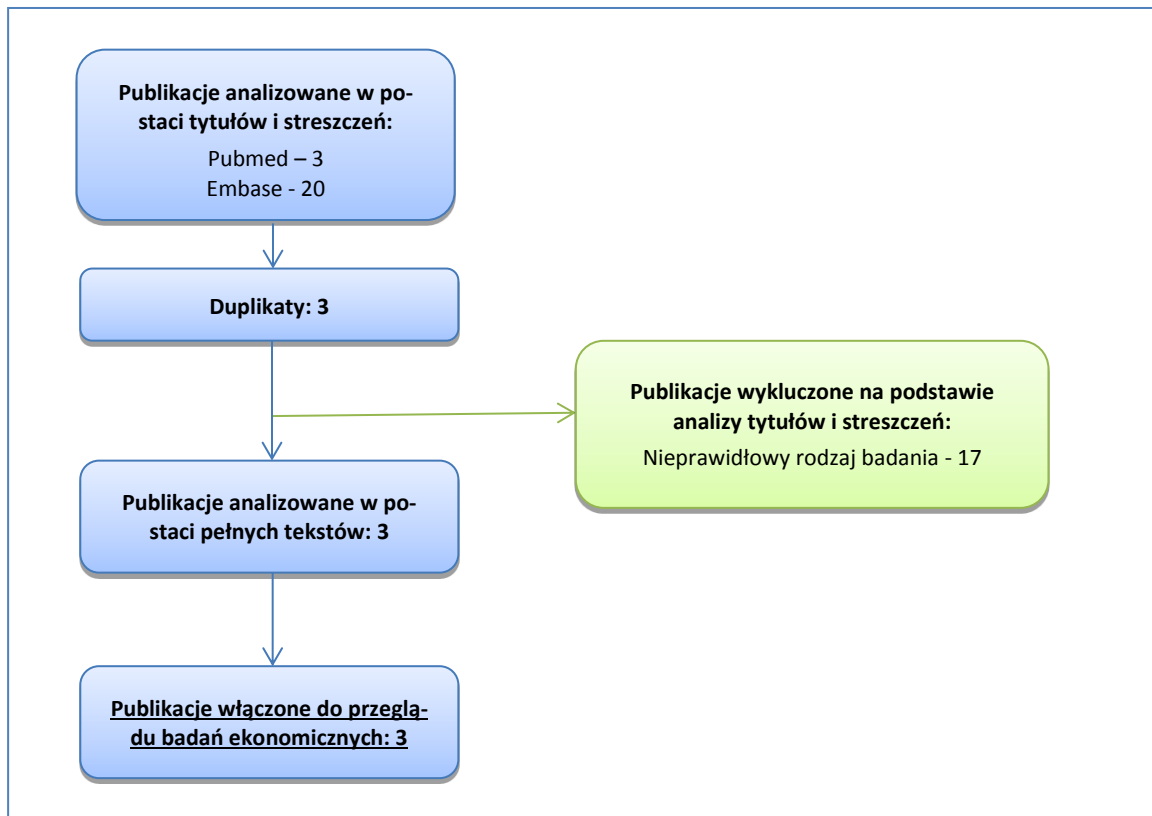 Publikacje analizowane w po-
staci tytułów i streszczeń:
Pubmed – 3
Embase - 20
Duplikaty: 3
Publikacje wykluczone na podstawie
analizy tytułów i streszczeń:
Nieprawidłowy rodzaj badania - 17
Publikacje analizowane w po-
staci pełnych tekstów: 3
Publikacje włączone do przeglą-
du badań ekonomicznych: 3